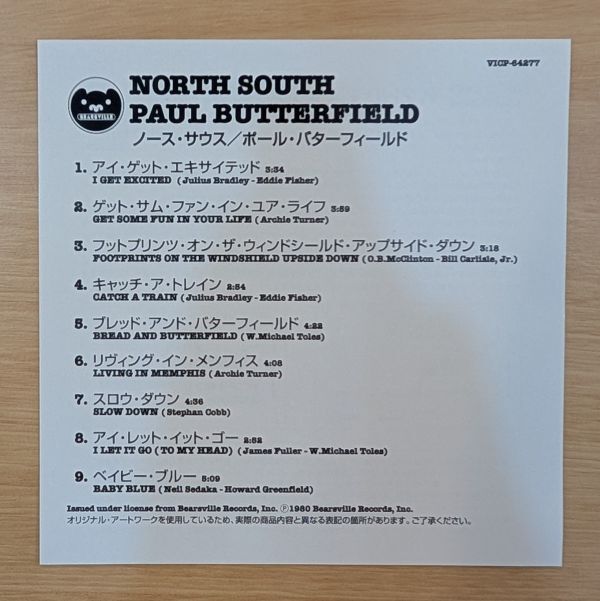 VICP-64277
BEARSVILLE
NORTH SOUTH
PAUL BUTTERFIELD
ノース・サウス／ポール・バターフィールド
1. アイ・ゲット・エキサイテッド 3:34
I GET EXCITED (Julius Bradley - Eddie Fisher)
2. ゲット・サム・ファン・イン・ユア・ライフ 3:59
GET SOME FUN IN YOUR LIFE (Archie Turner)
3. フットプリンツ・オン・ザ・ウィンドシールド・アップサイド・ダウン 3:18
FOOTPRINTS ON THE WINDSHIELD UPSIDE DOWN (O.B.McClinton - Bill Carlisle, Jr.)
4. キャッチ・ア・トレイン 2:54
CATCH A TRAIN (Julius Bradley - Eddie Fisher)
5. ブレッド・アンド・バターフィールド 4:22
BREAD AND BUTTERFIELD (W.Michael Toles)
6. リヴィング・イン・メンフィス 4:08
LIVING IN MEMPHIS (Archie Turner)
7. スロウ・ダウン 4:36
SLOW DOWN (Stephan Cobb)
8. アイ・レット・イット・ゴー 2:52
I LET IT GO (TO MY HEAD) (James Fuller - W.Michael Toles)
9. ベイビー・ブルー 5:09
BABY BLUE (Neil Sedaka - Howard Greenfield)
Issued under license from Bearsville Records, Inc. Ⓟ1980 Bearsville Records, Inc.
オリジナル・アートワークを使用しているため、実際の商品内容と異なる表記の箇所があります。ご了承ください。